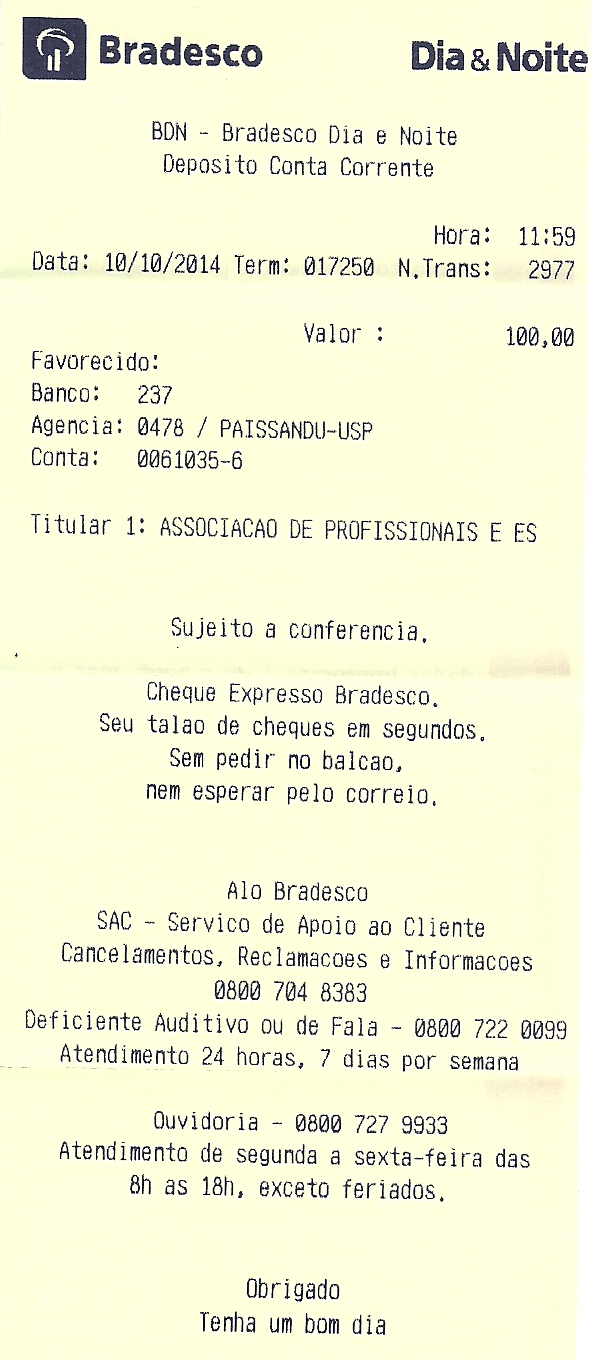 Bradesco Dia & Noite
BDN - Bradesco Dia e Noite
Deposito Conta Corrente
Hora: 11:59
Data: 10/10/2014 Term: 017250 N.Trans: 2977
Valor : 100,00
Favorecido:
Banco: 237
Agencia: 0478 / PAISSANDU-USP
Conta: 0061035-6
Titular 1: ASSOCIACAO DE PROFISSIONAIS E ES
Sujeito a conferencia.
Cheque Expresso Bradesco.
Seu talao de cheques em segundos.
Sem pedir no balcao,
nem esperar pelo correio.
Alo Bradesco
SAC - Servico de Apoio ao Cliente
Cancelamentos, Reclamacoes e Informacoes
0800 704 8383
Deficiente Auditivo ou de Fala - 0800 722 0099
Atendimento 24 horas, 7 dias por semana
Ouvidoria - 0800 727 9933
Atendimento de segunda a sexta-feira das
8h as 18h, exceto feriados.
Obrigado
Tenha um bom dia